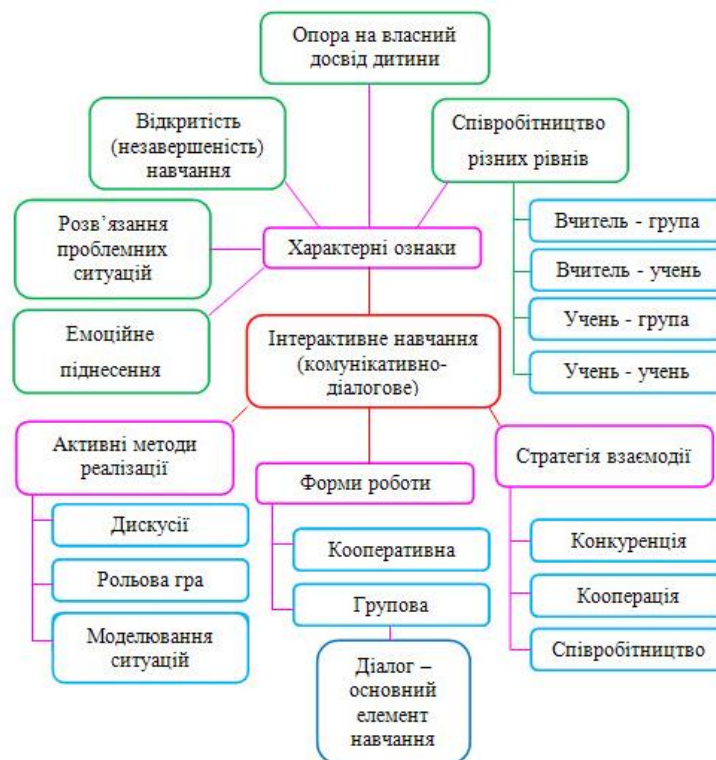 Опора на власний
досвід дитини
Відкритість
(незавершеність)
навчання
Співробітництво
різних рівнів
Розв’язання
проблемних
ситуацій
Характерні ознаки
Вчитель - група
Вчитель - учень
Учень - група
Учень - учень
Емоційне
піднесення
Інтерактивне навчання
(комунікативно-
діалогове)
Активні методи
реалізації
Дискусії
Рольова гра
Моделювання
ситуацій
Форми роботи
Кооперативна
Групова
Діалог –
основний
елемент
навчання
Стратегія взаємодії
Конкуренція
Кооперація
Співробітництво